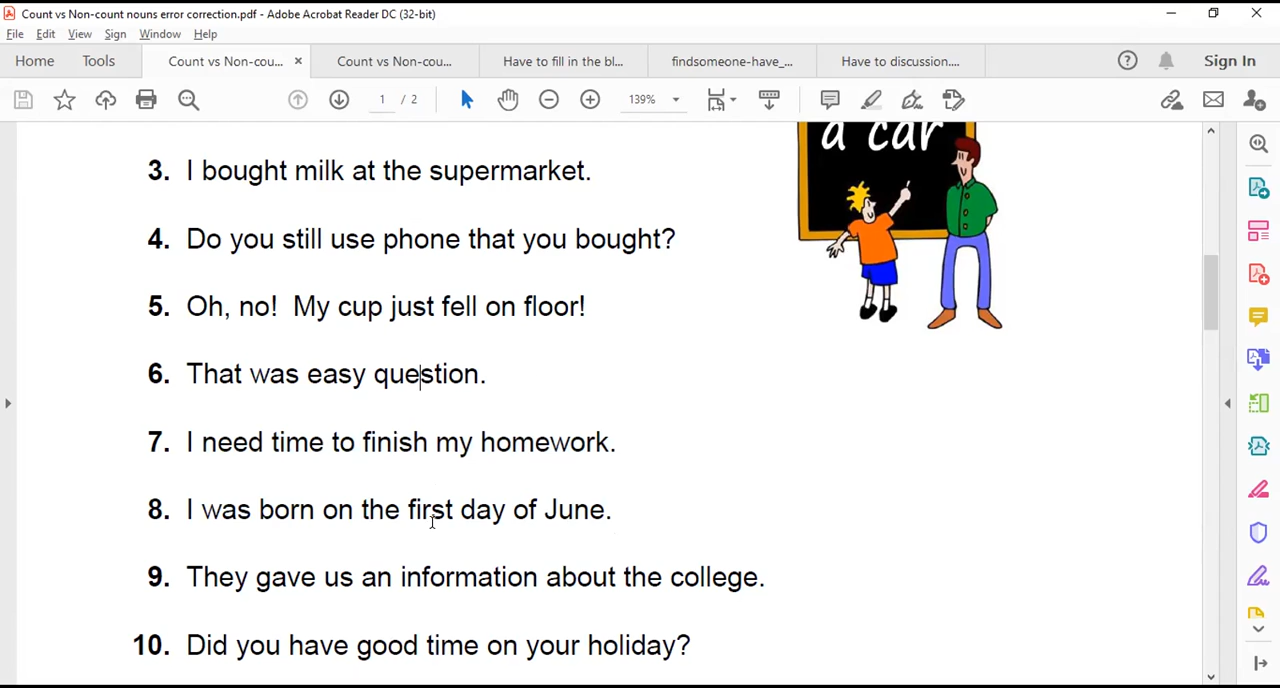 Count vs Non-count nouns error correction.pdf - Adobe Acrobat Reader DC (32-bit)
File Edit View Sign Window Help
Home Tools Count vs Non-cou... × Count vs Non-cou... Have to fill in the bl... findsomeone-have_... Have to discussion.... Sign In
1 / 2 139%
a car
3. I bought milk at the supermarket.
4. Do you still use phone that you bought?
5. Oh, no! My cup just fell on floor!
6. That was easy question.
7. I need time to finish my homework.
8. I was born on the first day of June.
9. They gave us an information about the college.
10. Did you have good time on your holiday?